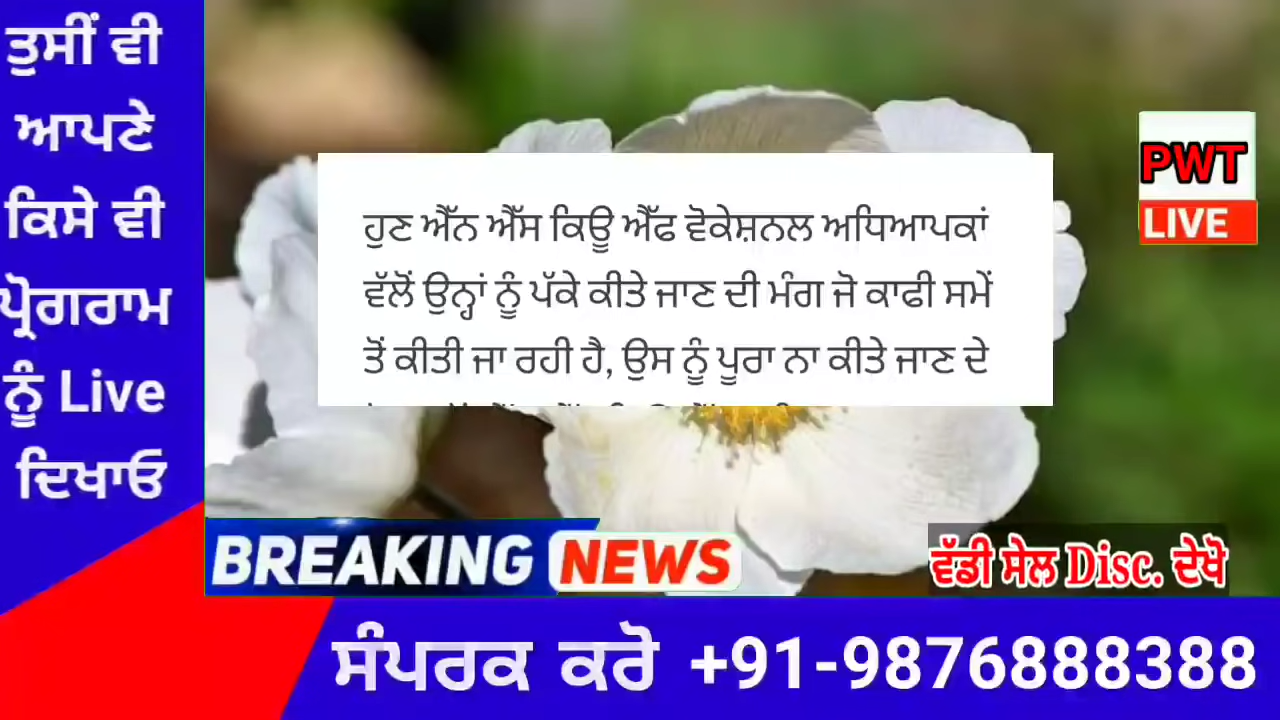 ਤੁਸੀਂ ਵੀ
ਆਪਣੇ
ਕਿਸੇ ਵੀ
ਪ੍ਰੋਗਰਾਮ
ਨੂੰ Live
ਦਿਖਾਓ
ਹੁਣ ਐੱਨ ਐੱਸ ਕਿਊ ਐੱਫ ਵੋਕੇਸ਼ਨਲ ਅਧਿਆਪਕਾਂ
ਵੱਲੋਂ ਉਨ੍ਹਾਂ ਨੂੰ ਪੱਕੇ ਕੀਤੇ ਜਾਣ ਦੀ ਮੰਗ ਜੋ ਕਾਫੀ ਸਮੇਂ
ਤੋਂ ਕੀਤੀ ਜਾ ਰਹੀ ਹੈ, ਉਸ ਨੂੰ ਪੂਰਾ ਨਾ ਕੀਤੇ ਜਾਣ ਦੇ
PWT
LIVE
BREAKING NEWS
ਵੱਡੀ ਸੇਲ Disc. ਦੇਖੋ
ਸੰਪਰਕ ਕਰੋ +91-9876888388